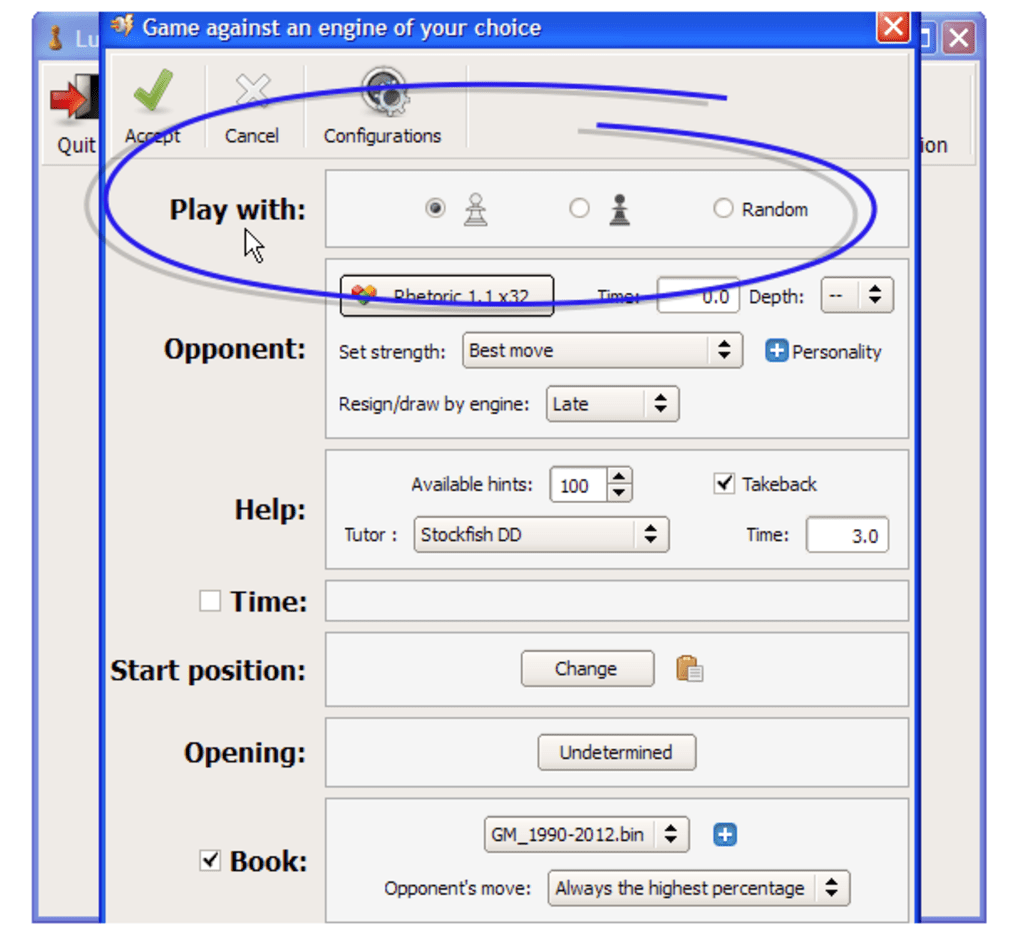 Lu
Game against an engine of your choice
Quit
Accept
Cancel
Configurations
ion
Play with:
Random
Rhetoric 1.1 x32
Time:
0.0
Depth:
--
Opponent:
Set strength:
Best move
Personality
Resign/draw by engine:
Late
Help:
Available hints:
100
Takeback
Tutor :
Stockfish DD
Time:
3.0
Time:
Start position:
Change
Opening:
Undetermined
Book:
GM_1990-2012.bin
Opponent's move:
Always the highest percentage